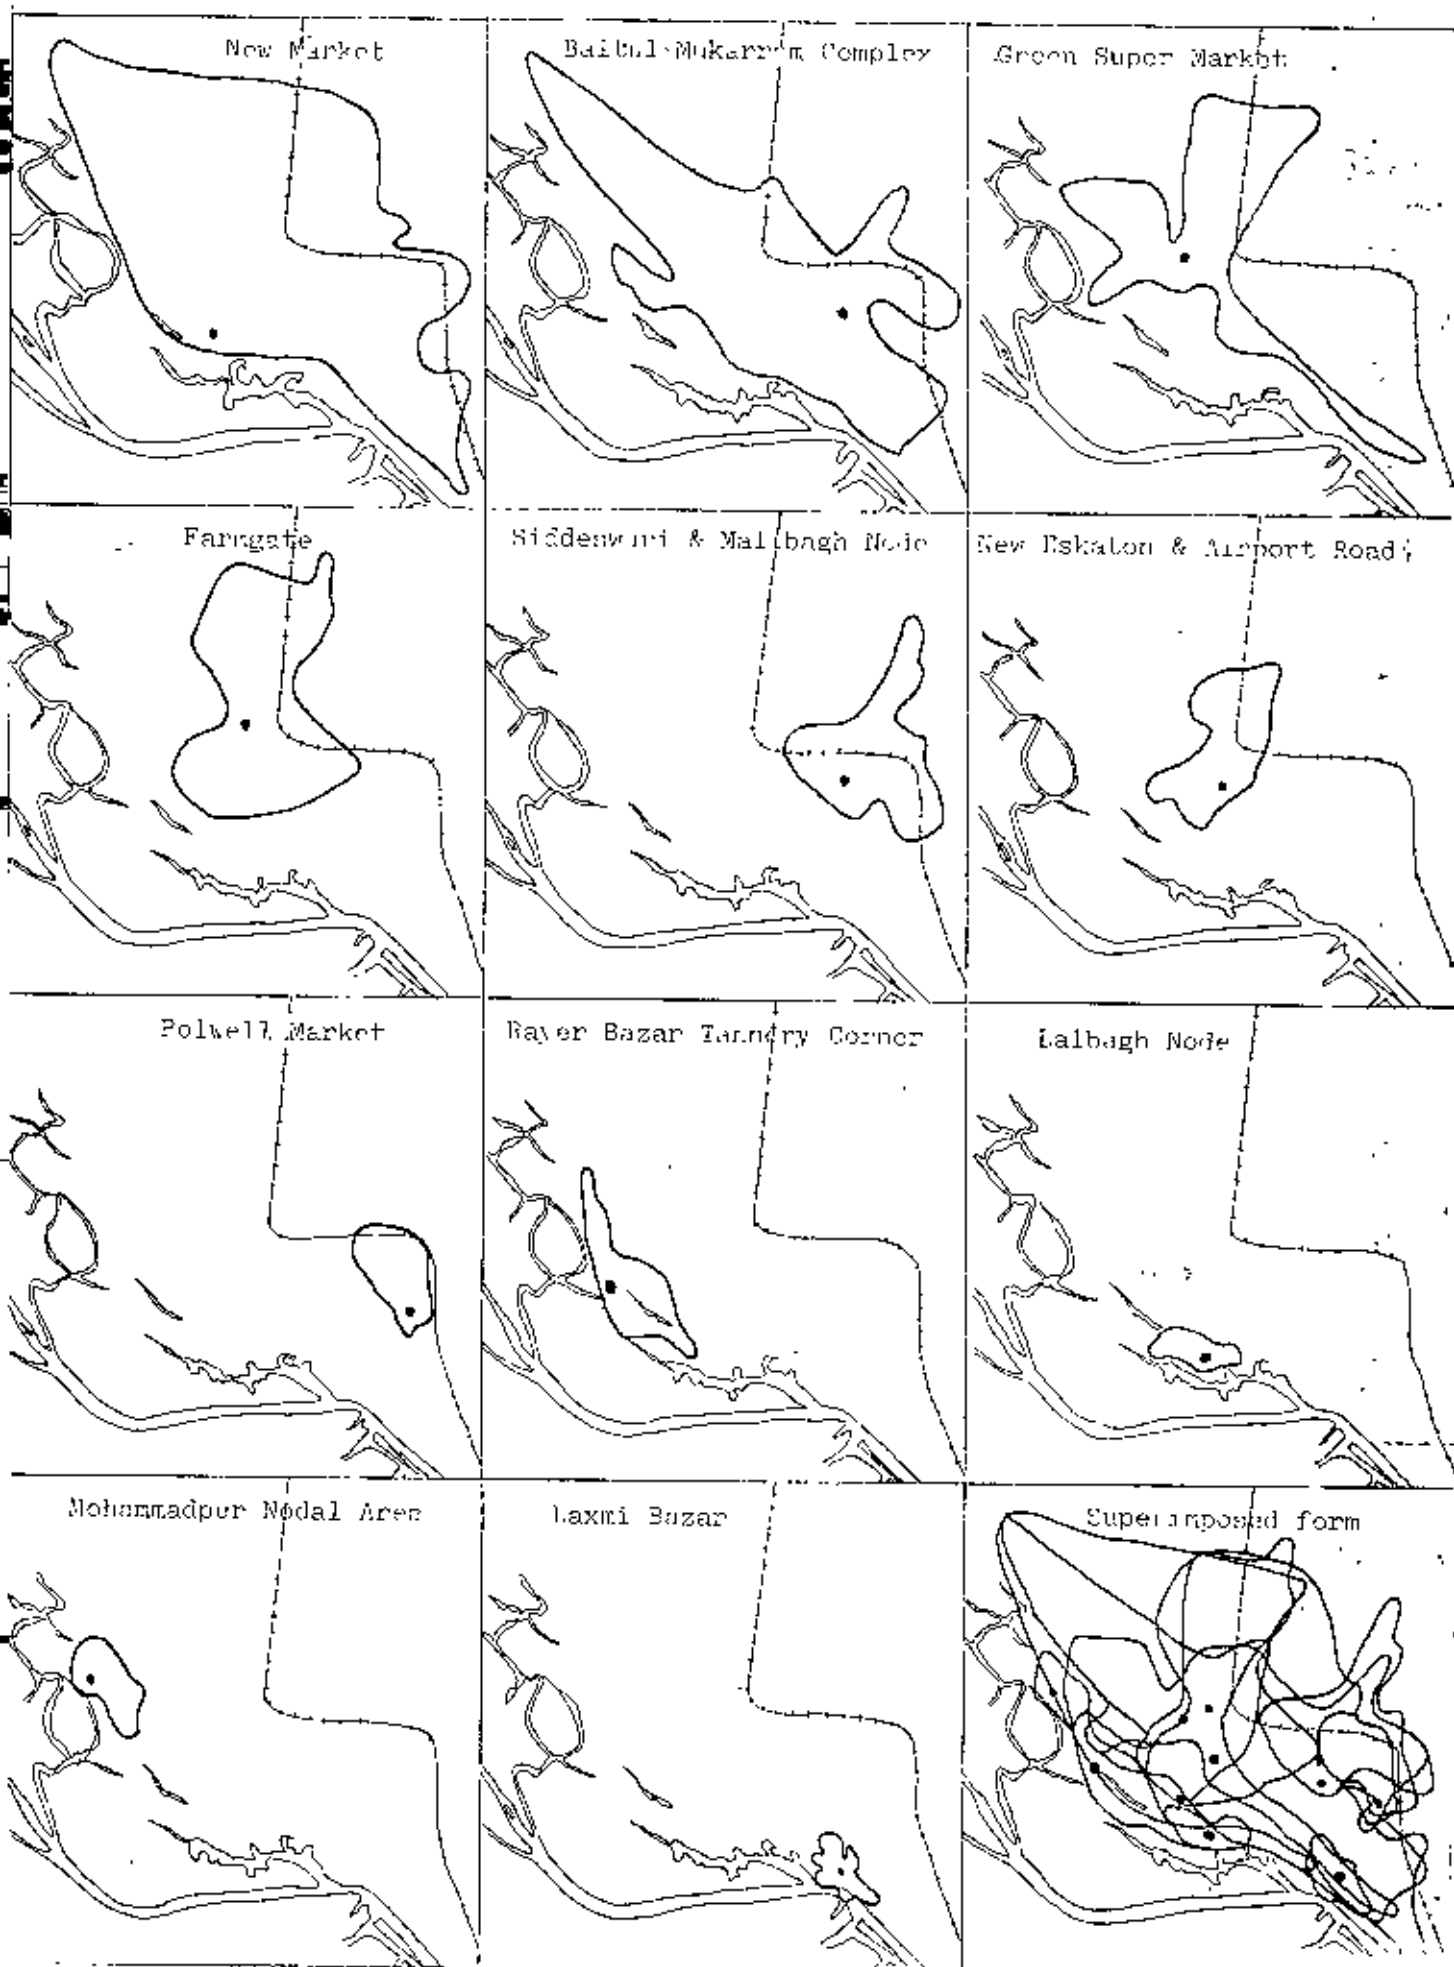 New Market
Baitul Mukarram Complex
Green Super Market
Farmgate
Siddeswari & Malibagh Node
New Eskaton & Airport Road
Polwell Market
Rayer Bazar Tannery Corner
Lalbagh Node
Mohammadpur Nodal Area
Laxmi Bazar
Superimposed form